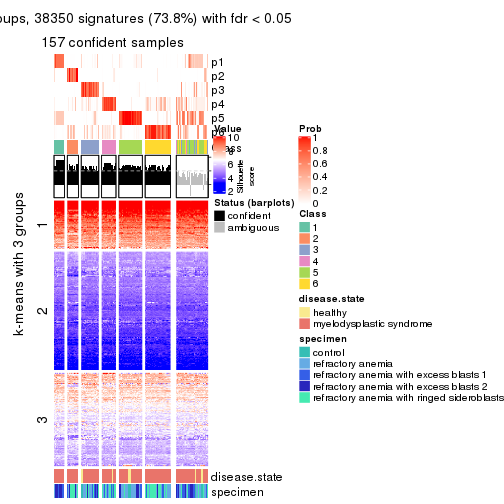 oups, 38350 signatures (73.8%) with fdr < 0.05
157 confident samples
p1
p2
p3
p4
p5
Value
10
8
6
4
2
Class
Silhouette
score
Status (barplots)
confident
ambiguous
Prob
1
0.8
0.6
0.4
0.2
0
Class
1
2
3
4
5
6
disease.state
healthy
myelodysplastic syndrome
specimen
control
refractory anemia
refractory anemia with excess blasts 1
refractory anemia with excess blasts 2
refractory anemia with ringed sideroblasts
k-means with 3 groups
1
2
3
disease.state
specimen